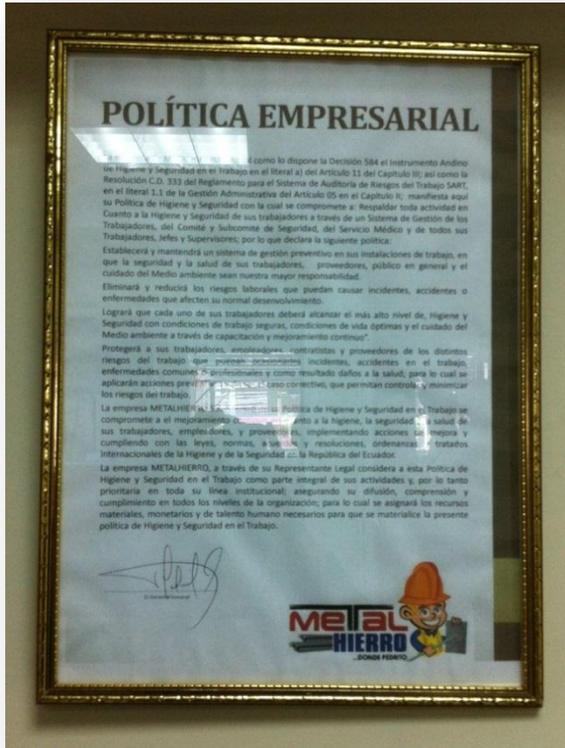 POLÍTICA EMPRESARIAL
como lo dispone la Decisión 584 el Instrumento Andino
de Higiene y Seguridad en el Trabajo en el literal a) del Artículo 11 del Capítulo III; así como la
Resolución C.D. 333 del Reglamento para el Sistema de Auditoría de Riesgos del Trabajo SART,
en el literal 1.1 de la Gestión Administrativa del Artículo 05 en el Capítulo II; manifiesta aquí
su Política de Higiene y Seguridad con la cual se compromete a: Respaldar toda actividad en
Cuanto a la Higiene y Seguridad de sus trabajadores a través de un Sistema de Gestión de los
Trabajadores, del Comité y Subcomite de Seguridad, del Servicio Médico y de todos sus
Trabajadores, Jefes y Supervisores; por lo que declara la siguiente política:
Establecerá y mantendrá un sistema de gestión preventivo en sus instalaciones de trabajo, en
que la seguridad y la salud de sus trabajadores, proveedores, público en general y el
cuidado del Medio ambiente sean nuestra mayor responsabilidad.
Eliminará y reducirá los riesgos laborales que puedan causar incidentes, accidentes o
enfermedades que afecten su normal desenvolvimiento.
Logrará que cada uno de sus trabajadores deberá alcanzar el más alto nivel de, Higiene y
Seguridad con condiciones de trabajo seguras, condiciones de vida óptimas y el cuidado del
Medio ambiente a través de capacitación y mejoramiento continuo".
Protegerá a sus trabajadores, empleadores, contratistas y proveedores de los distintos
riesgos del trabajo que puedan ocasionarles incidentes, accidentes en el trabajo,
enfermedades comunes o profesionales y como resultado daños a la salud, para lo cual se
aplicarán acciones caso correctivo, que permitan controlar y minimizar
los riesgos del trabajo.
La empresa Política de Higiene y Seguridad en el Trabajo se
compromete a el mejoramiento a la higiene, la seguridad la salud de
sus trabajadores, empleadores, y proveedores, implementando acciones de mejora y
cumpliendo con las leyes, normas, acuerdos y resoluciones, ordenanzas tratados
Internacionales de la Higiene y de la Seguridad en la República del Ecuador.
La empresa METALHIERRO, a través de su Representante Legal considera a esta Política de
Higiene y Seguridad en el Trabajo como parte integral de sus actividades y, por lo tanto
prioritaria en toda su línea institucional; asegurando su difusión, comprensión y
cumplimiento en todos los niveles de la organización; para lo cual se asignará los recursos
materiales, monetarios y de talento humano necesarios para que se materialice la presente
política de Higiene y Seguridad en el Trabajo.
El Gerente General
METAL
HIERRO
...DONDE PEDRITO